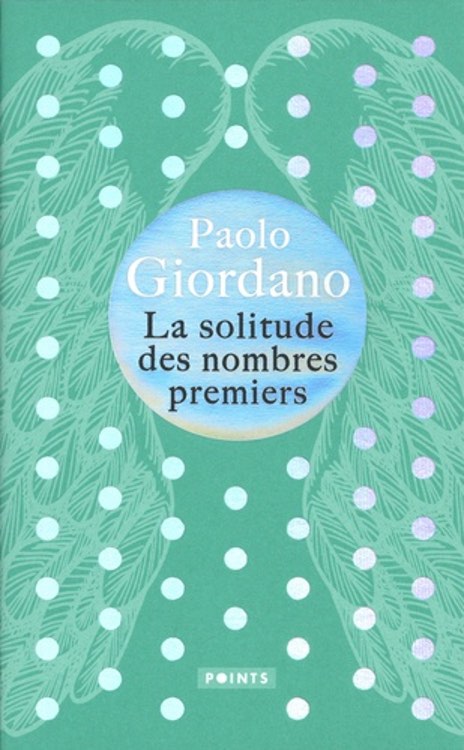 Paolo
Giordano
La solitude
des nombres
premiers
POINTS